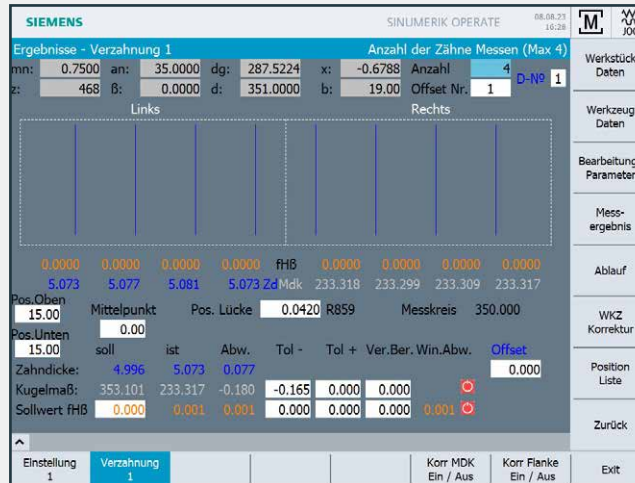 SIEMENS SINUMERIK OPERATE 08.08.23 16:28 M JOG
Ergebnisse - Verzahnung 1 Anzahl der Zähne Messen (Max 4)
mn: 0.7500 an: 35.0000 dg: 287.5224 x: -0.6788 Anzahl 4 D-Nº 1
z: 468 ß: 0.0000 d: 351.0000 b: 19.00 Offset Nr. 1
Links Rechts
0.0000 0.0000 0.0000 0.0000 fHß 0.0000 0.0000 0.0000 0.0000
5.073 5.077 5.081 5.073 Zd Mdk 233.318 233.299 233.309 233.317
Pos.Oben
15.00 Mittelpunkt Pos. Lücke 0.0420 R859 Messkreis 350.000
0.00
Pos.Unten
15.00 soll ist Abw. Tol - Tol + Ver.Ber. Win.Abw. Offset
Zahndicke: 4.996 5.073 0.077 0.000
Kugelmaß: 353.101 233.317 -0.180 -0.165 0.000 0.000
Sollwert fHß 0.000 0.001 0.001 0.000 0.000 0.000 0.001
Werkstück Daten
Werkzeug Daten
Bearbeitung Parameter
Mess-
ergebnis
Ablauf
WKZ
Korrektur
Position
Liste
Zurück
Exit
Einstellung 1
Verzahnung 1
Korr MDK
Ein / Aus
Korr Flanke
Ein / Aus